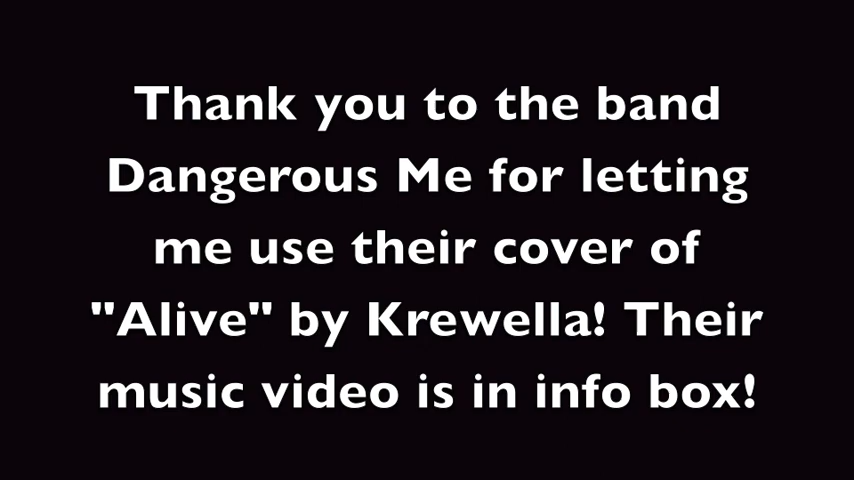 Thank you to the band
Dangerous Me for letting
me use their cover of
"Alive" by Krewella! Their
music video is in info box!